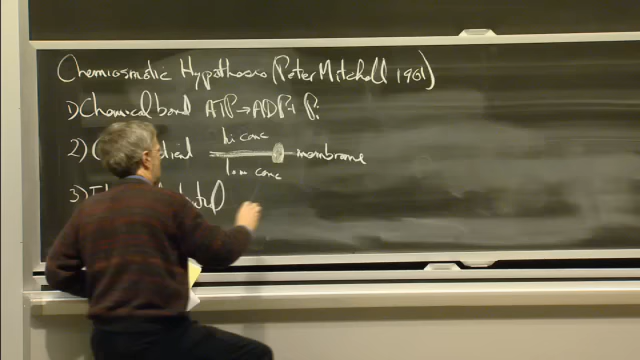 Chemiosmotic Hypothesis (Peter Mitchell 1961)
1) Chemical bond ATP→ADP+Pi
hi conc
2) membrane
low conc
3)